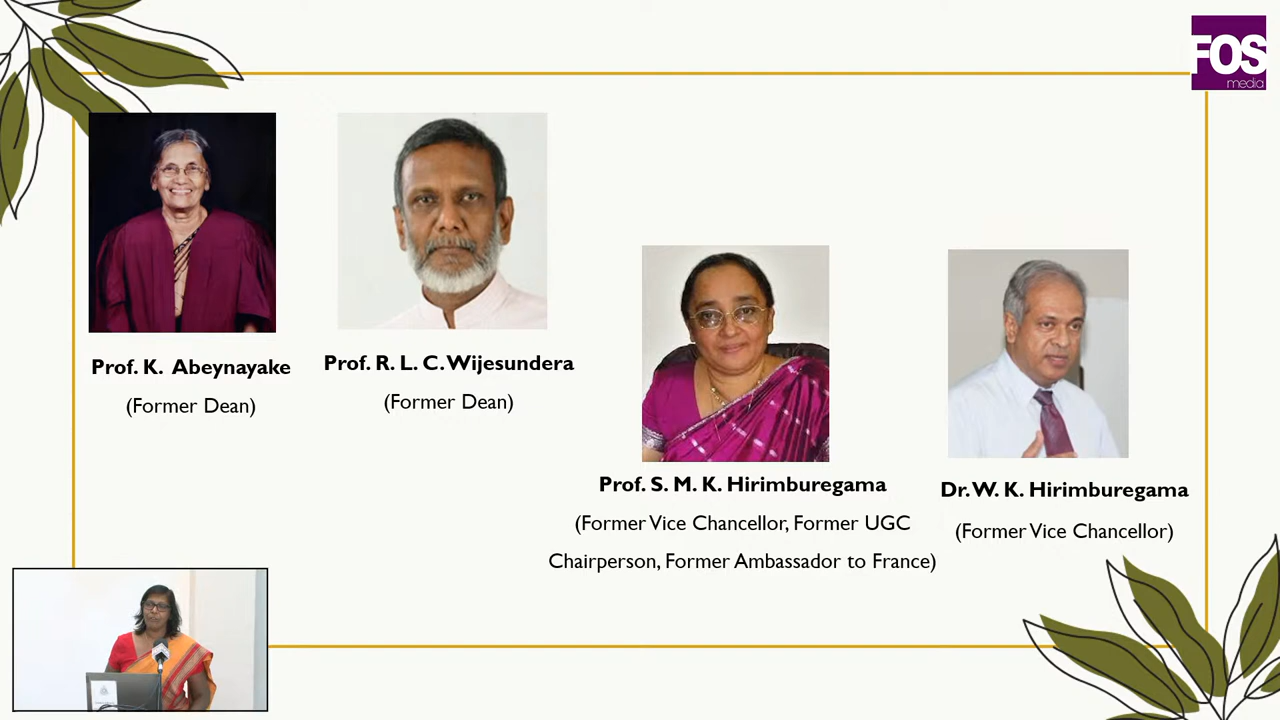 FOS
media
Prof. K. Abeynayake
(Former Dean)
Prof. R. L. C. Wijesundera
(Former Dean)
Prof. S. M. K. Hirimburegama
(Former Vice Chancellor, Former UGC
Chairperson, Former Ambassador to France)
Dr. W. K. Hirimburegama
(Former Vice Chancellor)